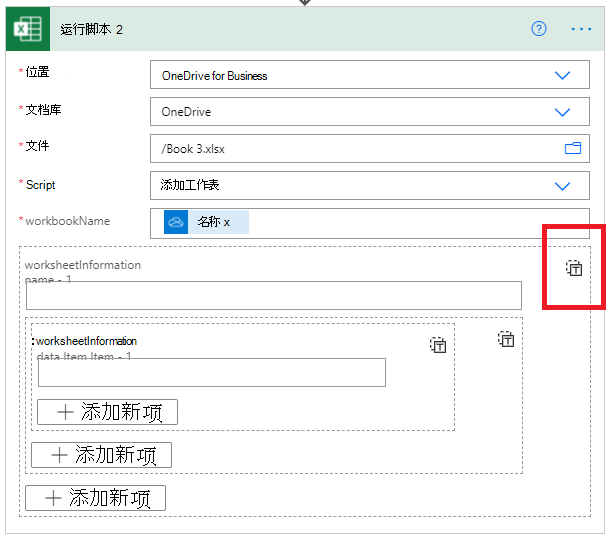 运行脚本 2
*位置
OneDrive for Business
*文档库
OneDrive
*文件
/Book 3.xlsx
*Script
添加工作表
*workbookName
名称 x
worksheetInformation
name - 1
worksheetInformation
data Item Item - 1
添加新项
添加新项
添加新项